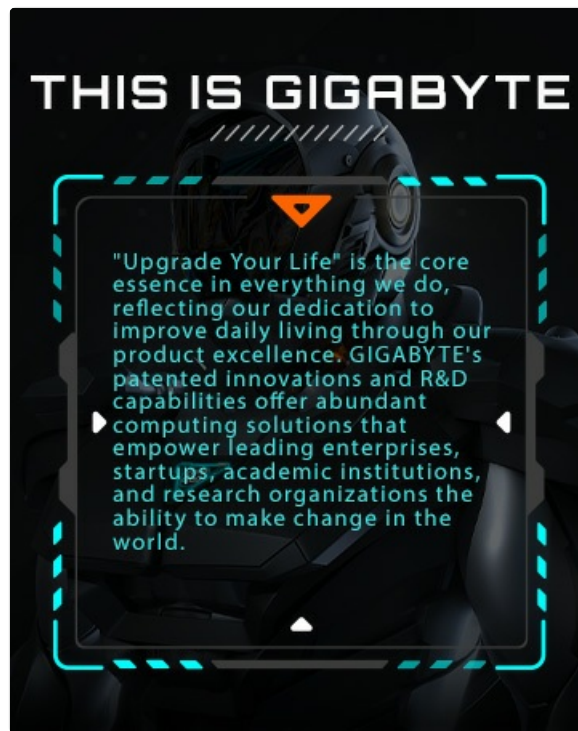 THIS IS GIGABYTE
"Upgrade Your Life" is the core
essence in everything we do,
reflecting our dedication to
improve daily living through our
product excellence. GIGABYTE's
patented innovations and R&D
capabilities offer abundant
computing solutions that
empower leading enterprises,
startups, academic institutions,
and research organizations the
ability to make change in the
world.